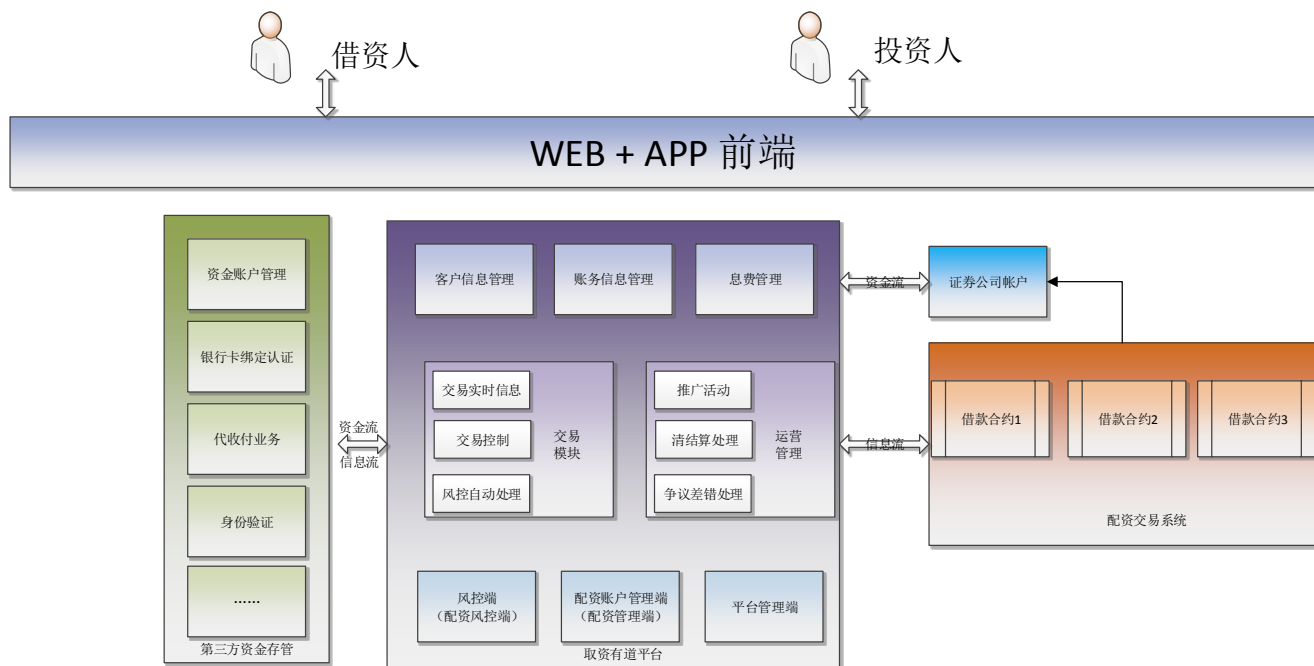 借资人
投资人
WEB + APP 前端
资金账户管理
银行卡绑定认证
代收付业务
身份验证
......
第三方资金存管
资金流
信息流
客户信息管理
账务信息管理
息费管理
交易实时信息
交易控制
风控自动处理
交易
模块
推广活动
清结算处理
争议差错处理
运营
管理
风控端
（配资风控端）
配资账户管理端
（配资管理端）
平台管理端
取资有道平台
资金流
信息流
证券公司帐户
借款合约1
借款合约2
借款合约3
配资交易系统